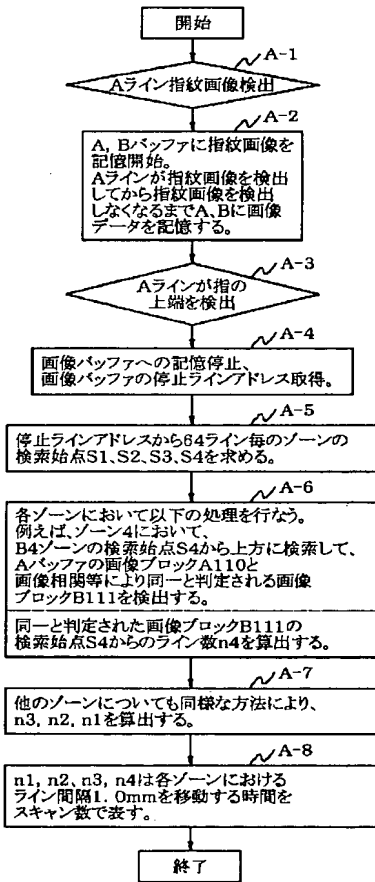 開始
A-1
Aライン指紋画像検出
A-2
A, Bバッファに指紋画像を
記憶開始。
Aラインが指紋画像を検出
してから指紋画像を検出
しなくなるまでA、Bに画像
データを記憶する。
A-3
Aラインが指の
上端を検出
A-4
画像バッファへの記憶停止、
画像バッファの停止ラインアドレス取得。
A-5
停止ラインアドレスから64ライン毎のゾーンの
検索始点S1、S2、S3、S4を求める。
A-6
各ゾーンにおいて以下の処理を行なう。
例えば、ゾーン4において、
B4ゾーンの検索始点S4から上方に検索して、
Aバッファの画像ブロックA110と
画像相関等により同一と判定される画像
ブロックB111を検出する。
同一と判定された画像ブロックB111の
検索始点S4からのライン数n4を算出する。
A-7
他のゾーンについても同様な方法により、
n3, n2, n1を算出する。
A-8
n1, n2、n3, n4は各ゾーンにおける
ライン間隔1. 0mmを移動する時間を
スキャン数で表す。
終了